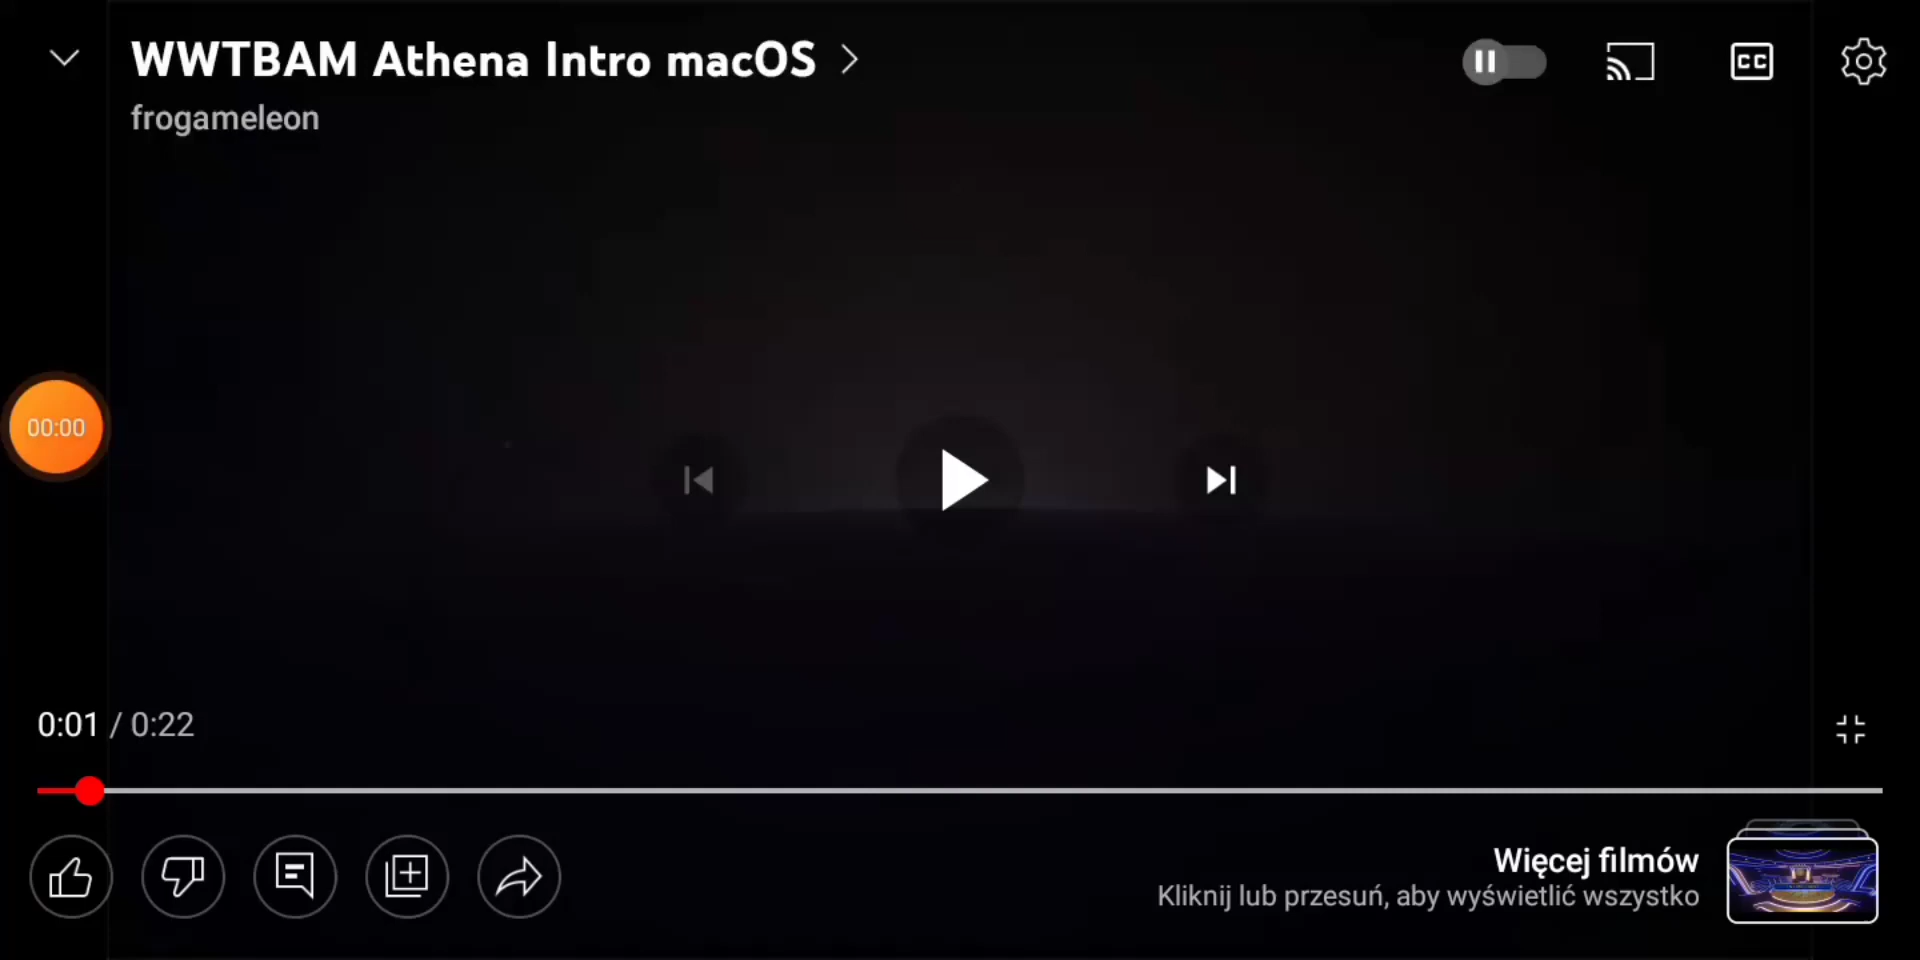 WWTBAM Athena Intro macOS
frogameleon
CC
00:00
0:01 / 0:22
Więcej filmów
Kliknij lub przesuń, aby wyświetlić wszystko